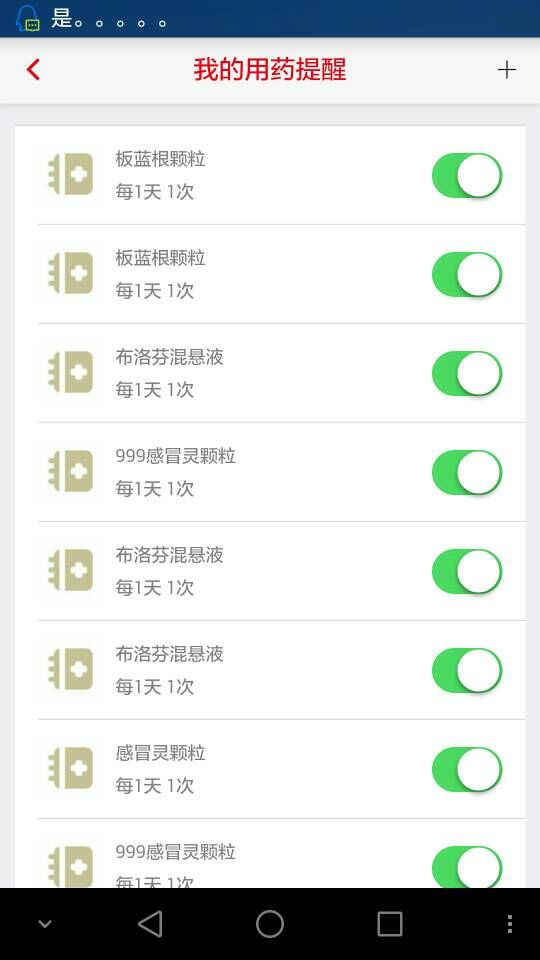 是。。。。。
我的用药提醒
板蓝根颗粒
每1天 1次
板蓝根颗粒
每1天 1次
布洛芬混悬液
每1天 1次
999感冒灵颗粒
每1天 1次
布洛芬混悬液
每1天 1次
布洛芬混悬液
每1天 1次
感冒灵颗粒
每1天 1次
999感冒灵颗粒
每1天 1次